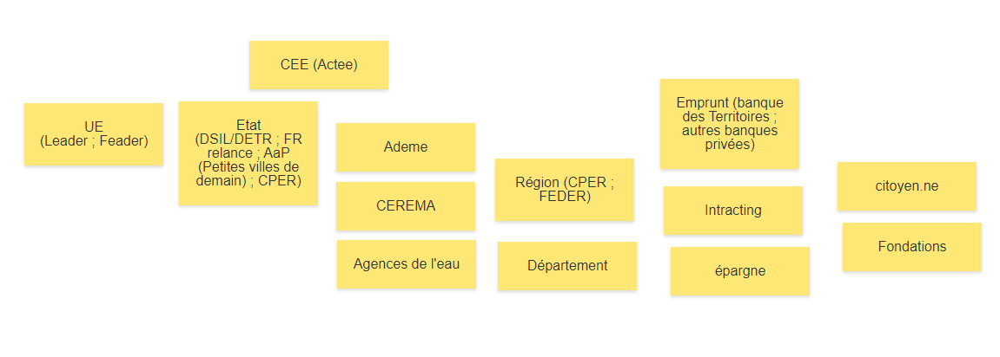 CEE (Actee)
UE
(Leader ; Feader)
Etat
(DSIL/DETR ; FR
relance ; AaP
(Petites villes de
demain) ; CPER)
Ademe
CEREMA
Agences de l'eau
Région (CPER ;
FEDER)
Département
Emprunt (banque
des Territoires ;
autres banques
privées)
Intracting
épargne
citoyen.ne
Fondations